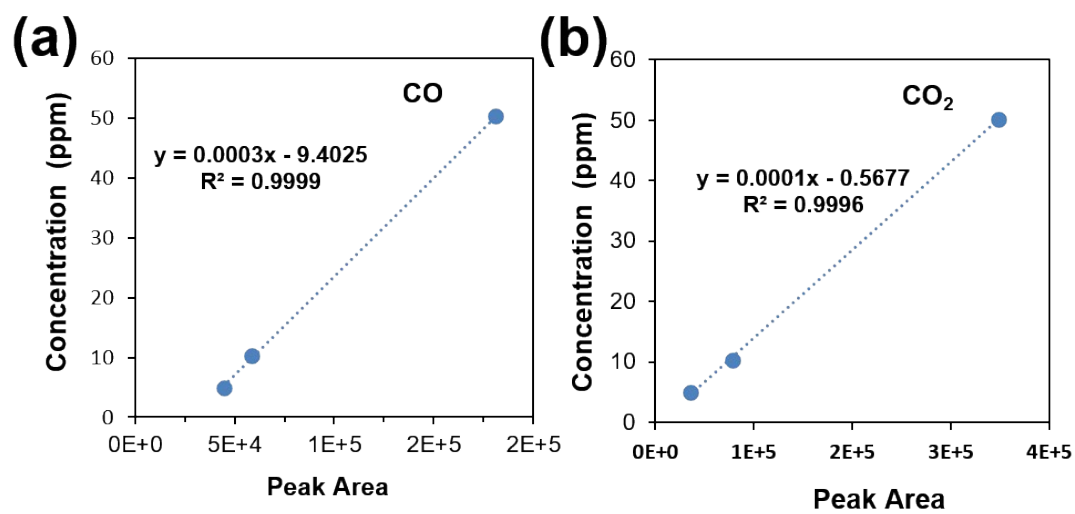 (a)
CO
y = 0.0003x - 9.4025
R² = 0.9999
Concentration (ppm)
60
50
40
30
20
10
0
0E+0 5E+4 1E+5 2E+5 2E+5
Peak Area
(b)
CO₂
y = 0.0001x - 0.5677
R² = 0.9996
Concentration (ppm)
60
50
40
30
20
10
0
0E+0 1E+5 2E+5 3E+5 4E+5
Peak Area